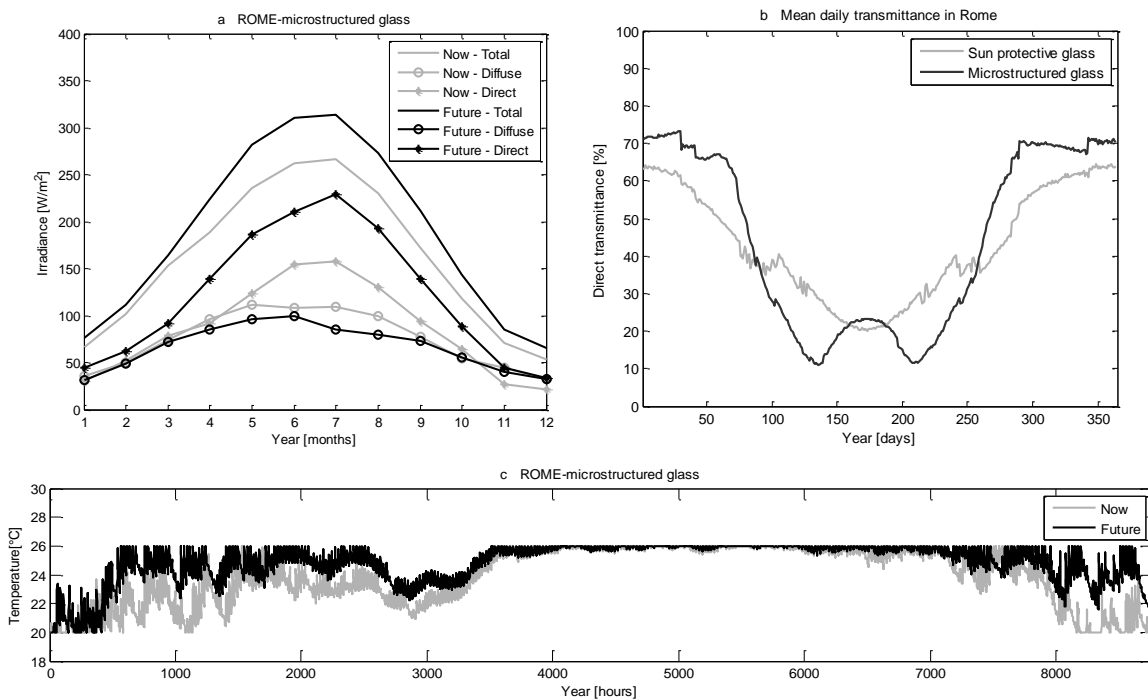 a ROME-microstructured glass
400
350
300
250
200
150
100
50
0
Irradiance [W/m²]
1 2 3 4 5 6 7 8 9 10 11 12
Year [months]
Now - Total
Now - Diffuse
Now - Direct
Future - Total
Future - Diffuse
Future - Direct
b Mean daily transmittance in Rome
100
90
80
70
60
50
40
30
20
10
0
Direct transmittance [%]
50 100 150 200 250 300 350
Year [days]
Sun protective glass
Microstructured glass
c ROME-microstructured glass
30
28
26
24
22
20
18
Temperature[°C]
0 1000 2000 3000 4000 5000 6000 7000 8000
Year [hours]
Now
Future